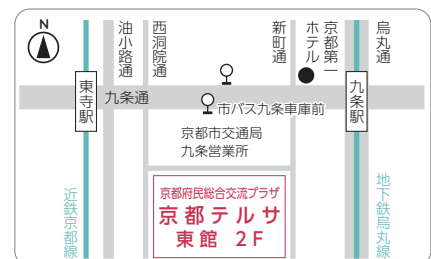 N
油小路通
西洞院通
新町通
京都第一
ホテル
烏丸通
東寺駅
九条通
市バス九条車庫前
九条駅
京都市交通局
九条営業所
近鉄京都線
京都府民総合交流プラザ
京都テルサ
東館 2F
地下鉄烏丸線